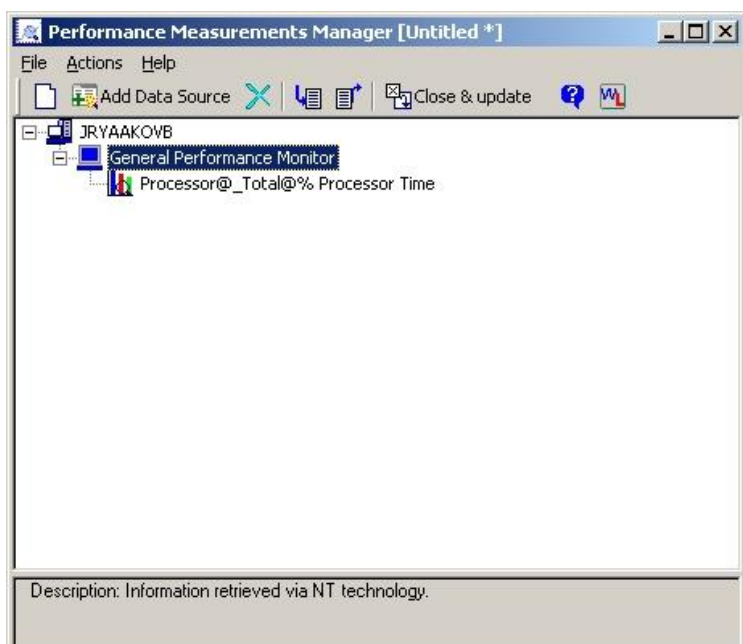 Performance Measurements Manager [Untitled *]
File Actions Help
Add Data Source Close & update
JRYAAKOVB
General Performance Monitor
Processor@_Total@% Processor Time
Description: Information retrieved via NT technology.